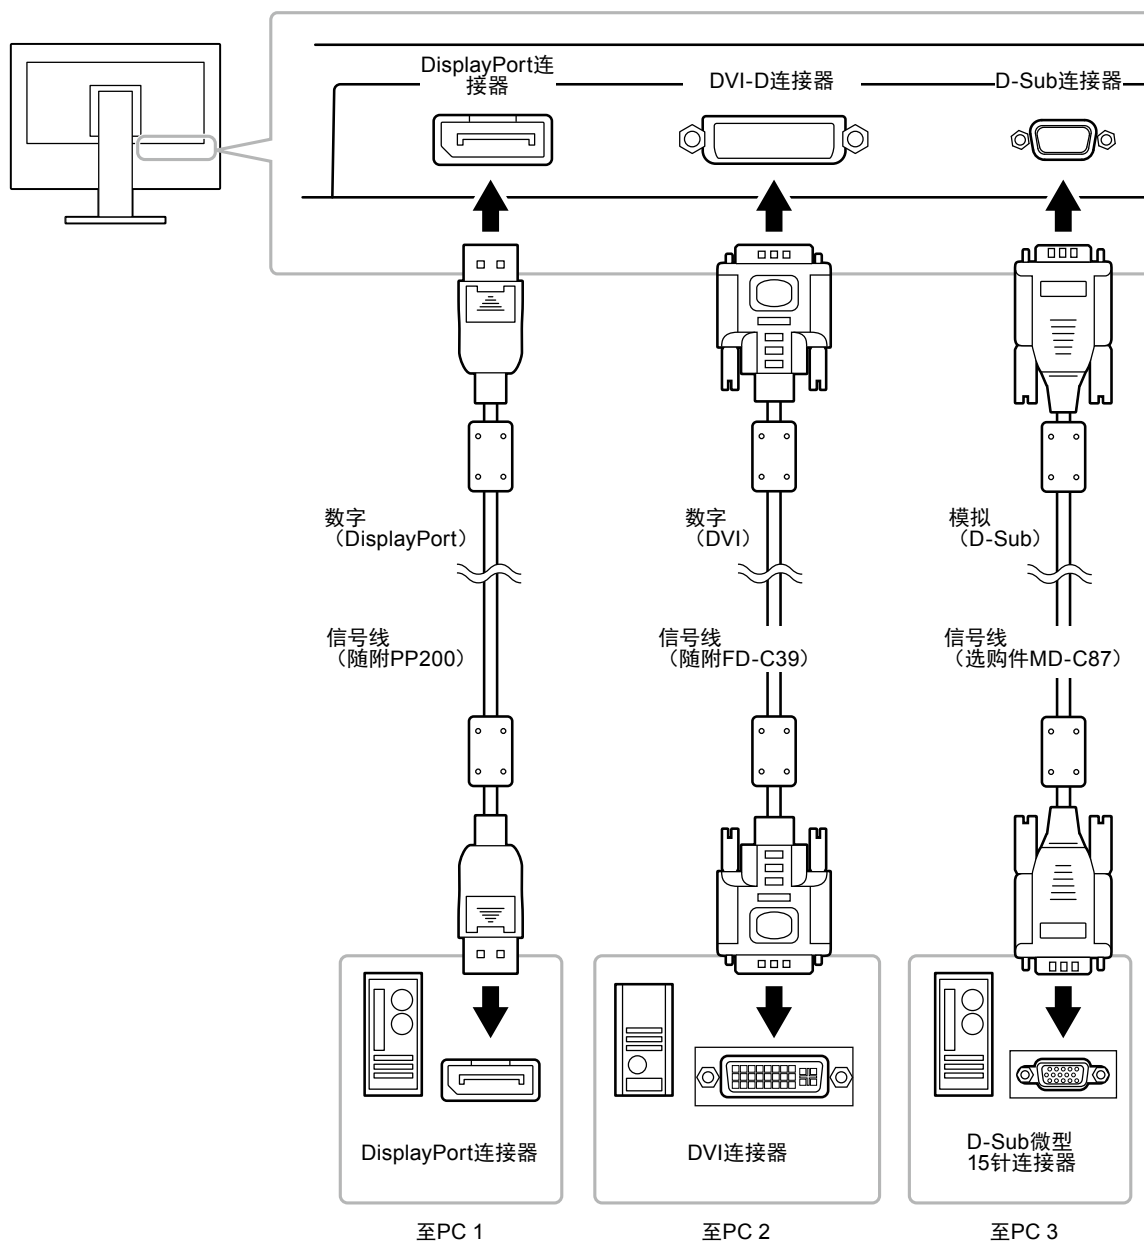 DisplayPort连
接器
DVI-D连接器
D-Sub连接器
数字
（DisplayPort）
数字
（DVI）
模拟
（D-Sub）
信号线
（随附PP200）
信号线
（随附FD-C39）
信号线
（选购件MD-C87）
DisplayPort连接器
DVI连接器
D-Sub微型
15针连接器
至PC 1
至PC 2
至PC 3